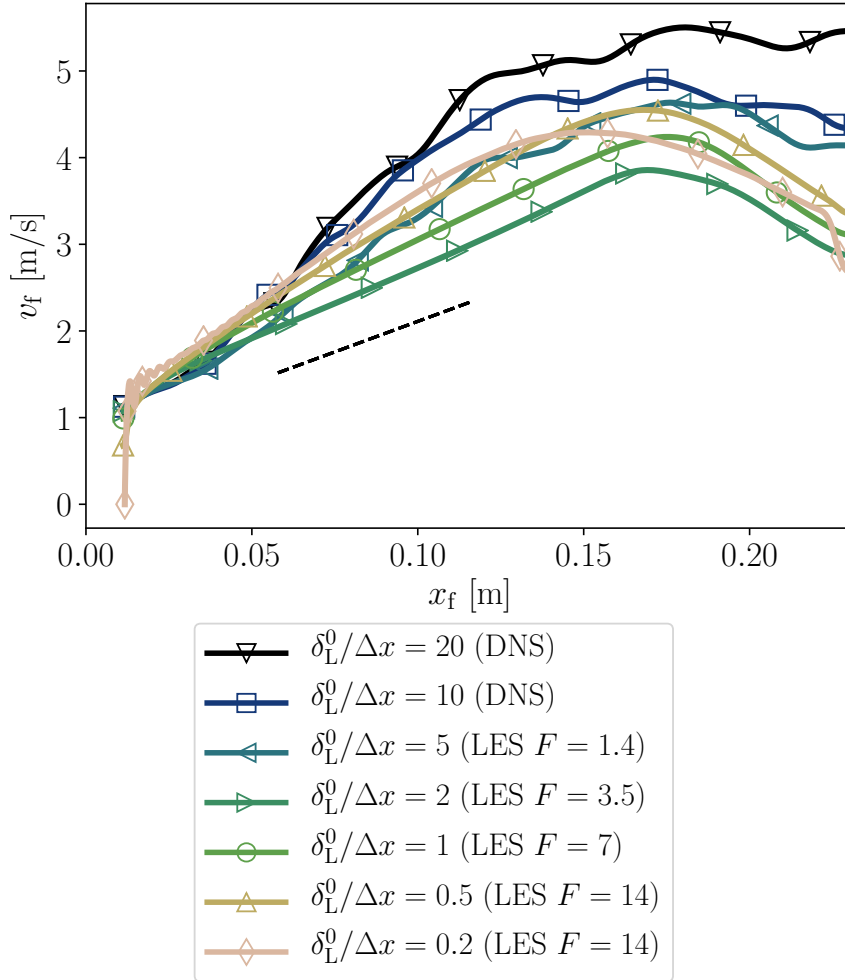 5
4
3
2
1
0
v_f [m/s]
0.00 0.05 0.10 0.15 0.20
x_f [m]
δ_L^0/Δx = 20 (DNS)
δ_L^0/Δx = 10 (DNS)
δ_L^0/Δx = 5 (LES F = 1.4)
δ_L^0/Δx = 2 (LES F = 3.5)
δ_L^0/Δx = 1 (LES F = 7)
δ_L^0/Δx = 0.5 (LES F = 14)
δ_L^0/Δx = 0.2 (LES F = 14)